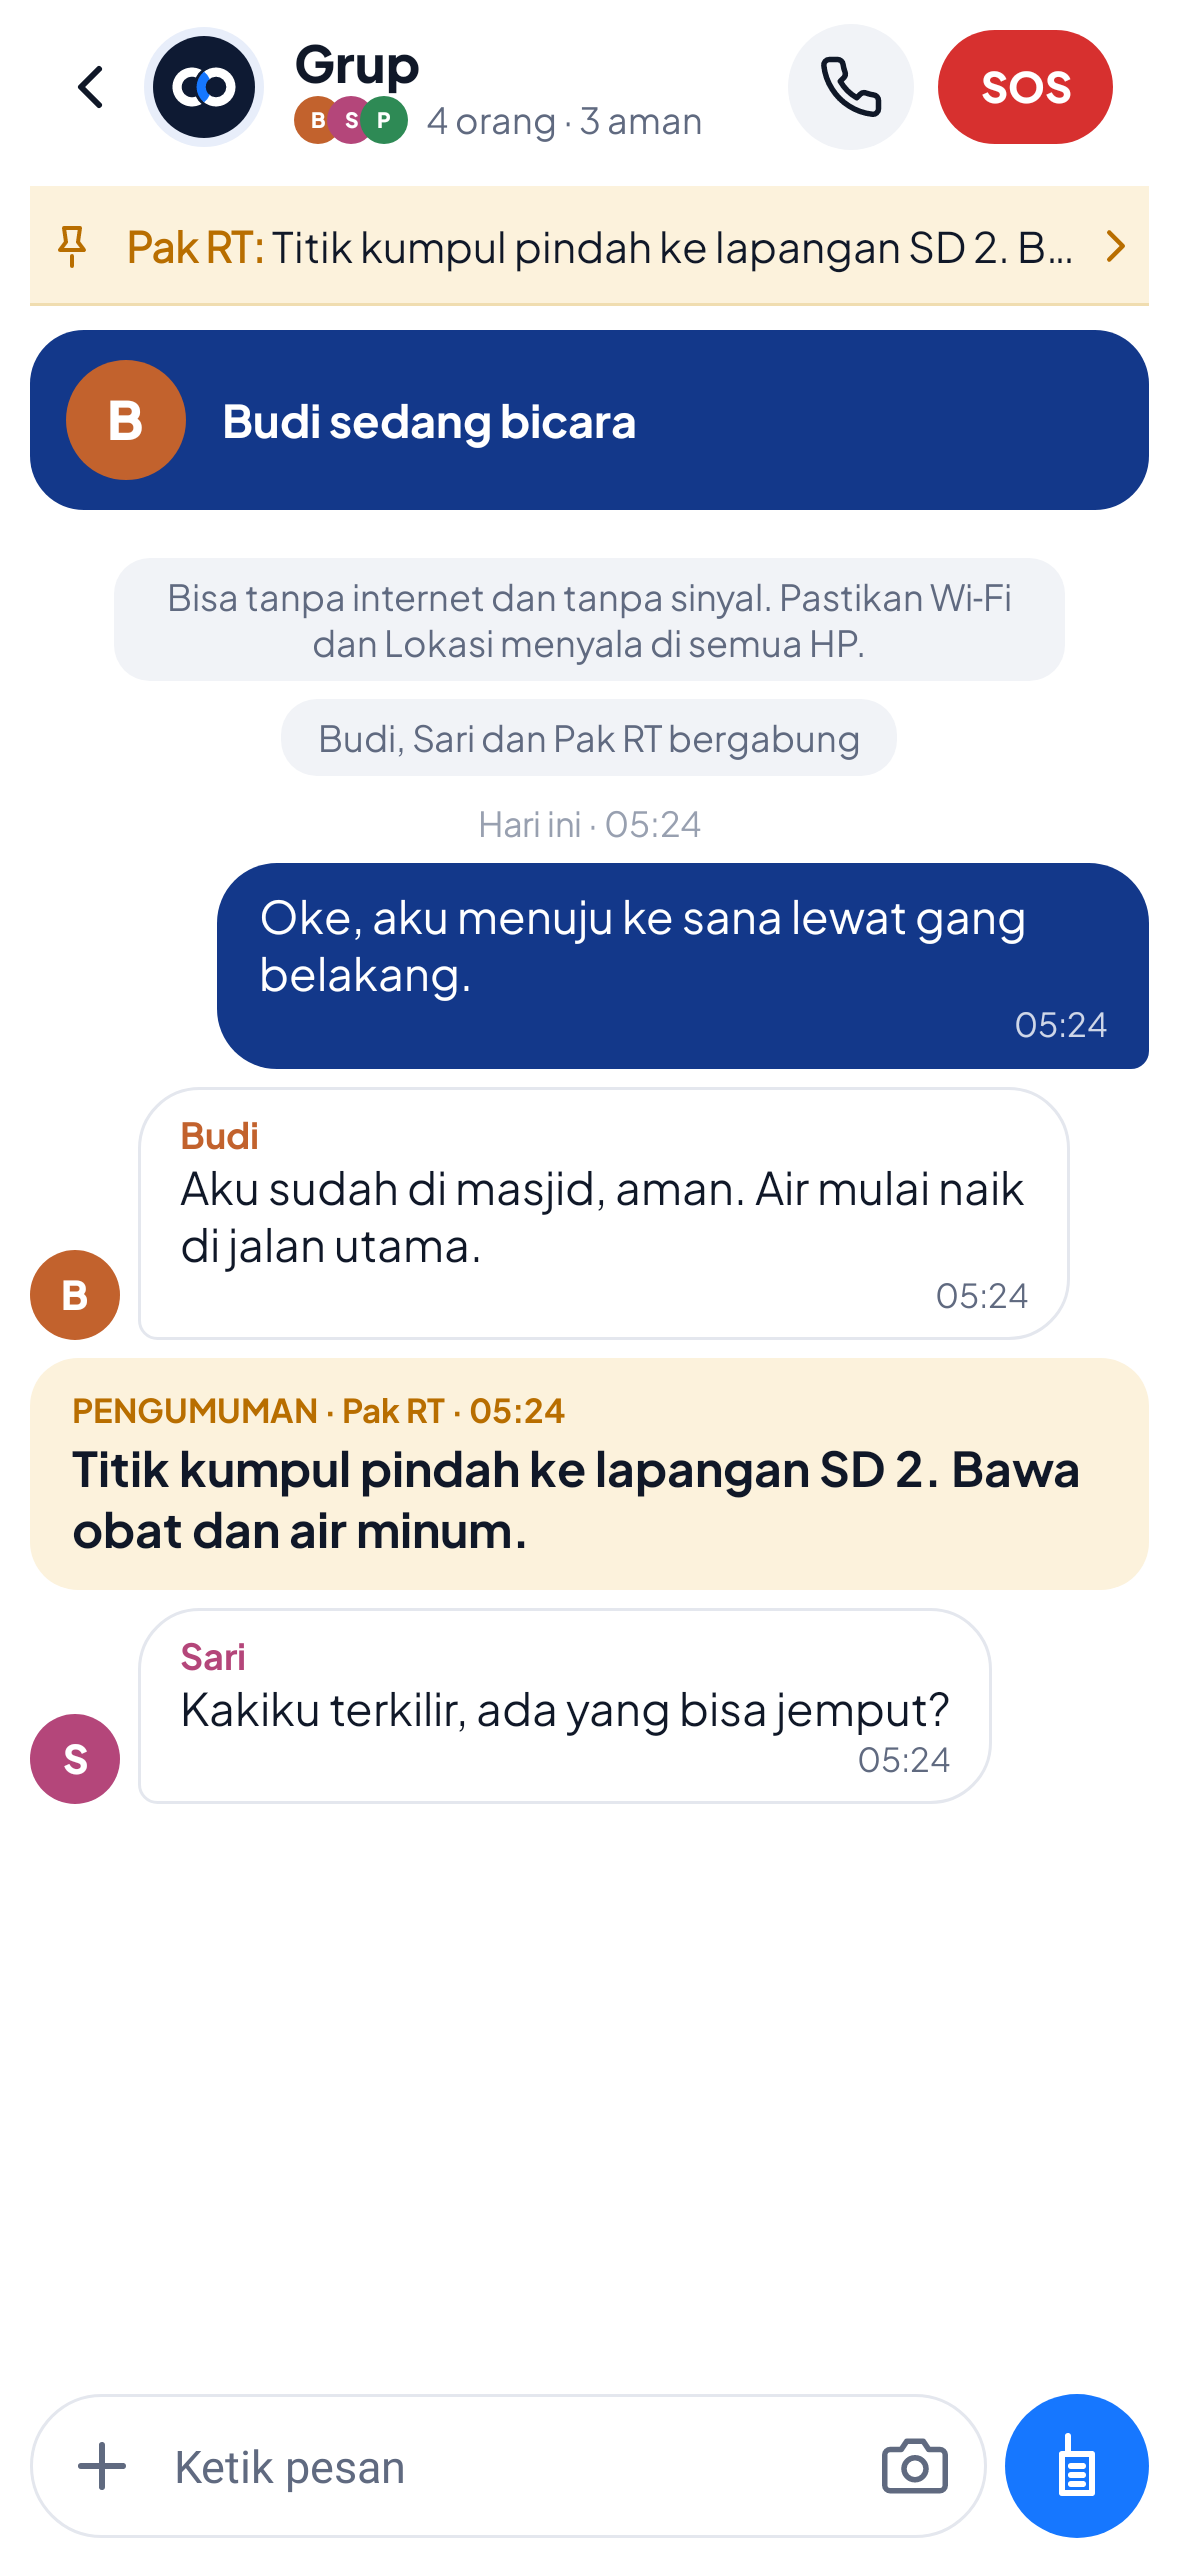 Grup
B S P 4 orang · 3 aman
SOS
Pak RT: Titik kumpul pindah ke lapangan SD 2. B...
B
Budi sedang bicara
Bisa tanpa internet dan tanpa sinyal. Pastikan Wi-Fi
dan Lokasi menyala di semua HP.
Budi, Sari dan Pak RT bergabung
Hari ini · 05:24
Oke, aku menuju ke sana lewat gang
belakang.
05:24
Budi
Aku sudah di masjid, aman. Air mulai naik
di jalan utama.
05:24
B
PENGUMUMAN · Pak RT · 05:24
Titik kumpul pindah ke lapangan SD 2. Bawa
obat dan air minum.
Sari
Kakiku terkilir, ada yang bisa jemput?
05:24
S
Ketik pesan